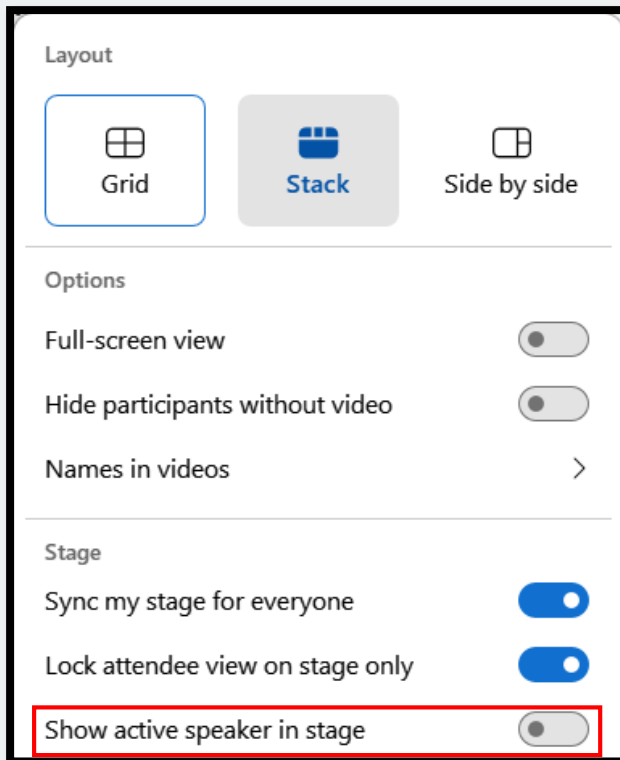 Layout
Grid
Stack
Side by side
Options
Full-screen view
Hide participants without video
Names in videos
Stage
Sync my stage for everyone
Lock attendee view on stage only
Show active speaker in stage